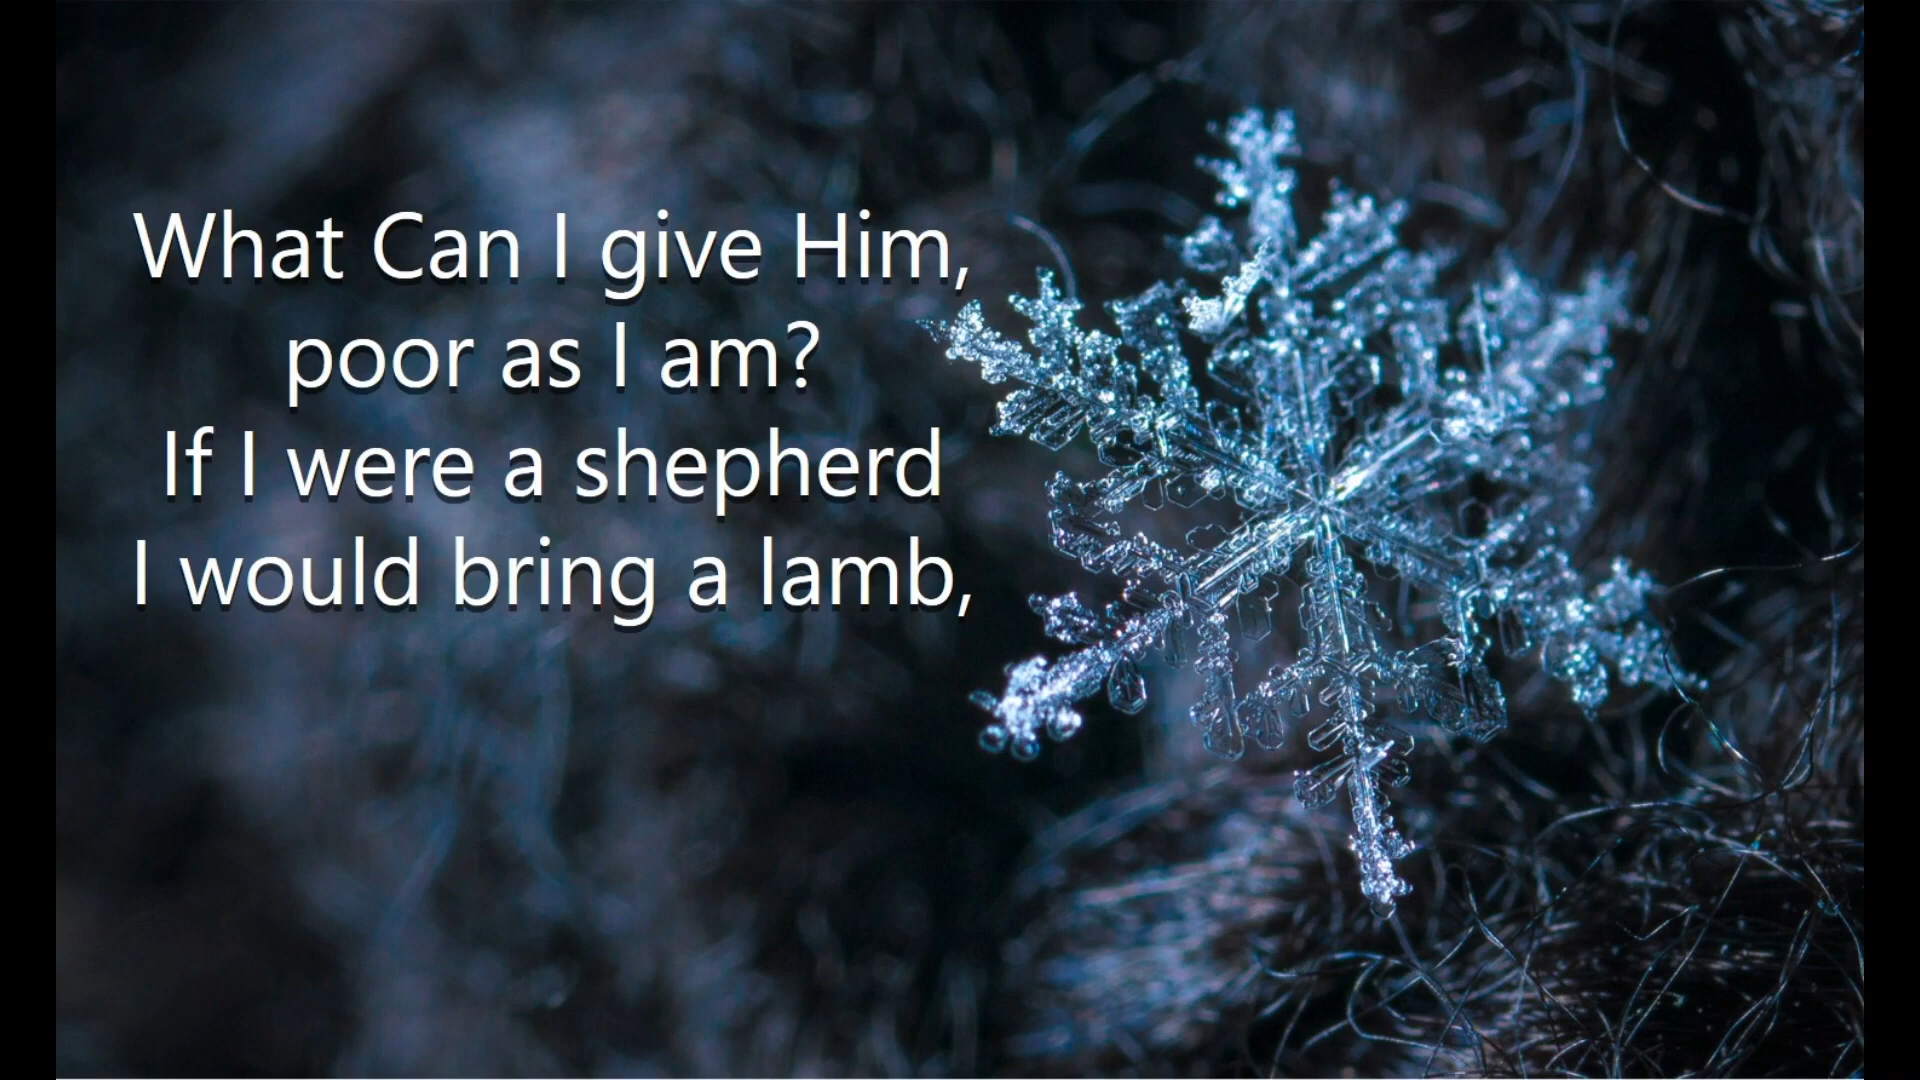 What Can I give Him,
poor as I am?
If I were a shepherd
I would bring a lamb,